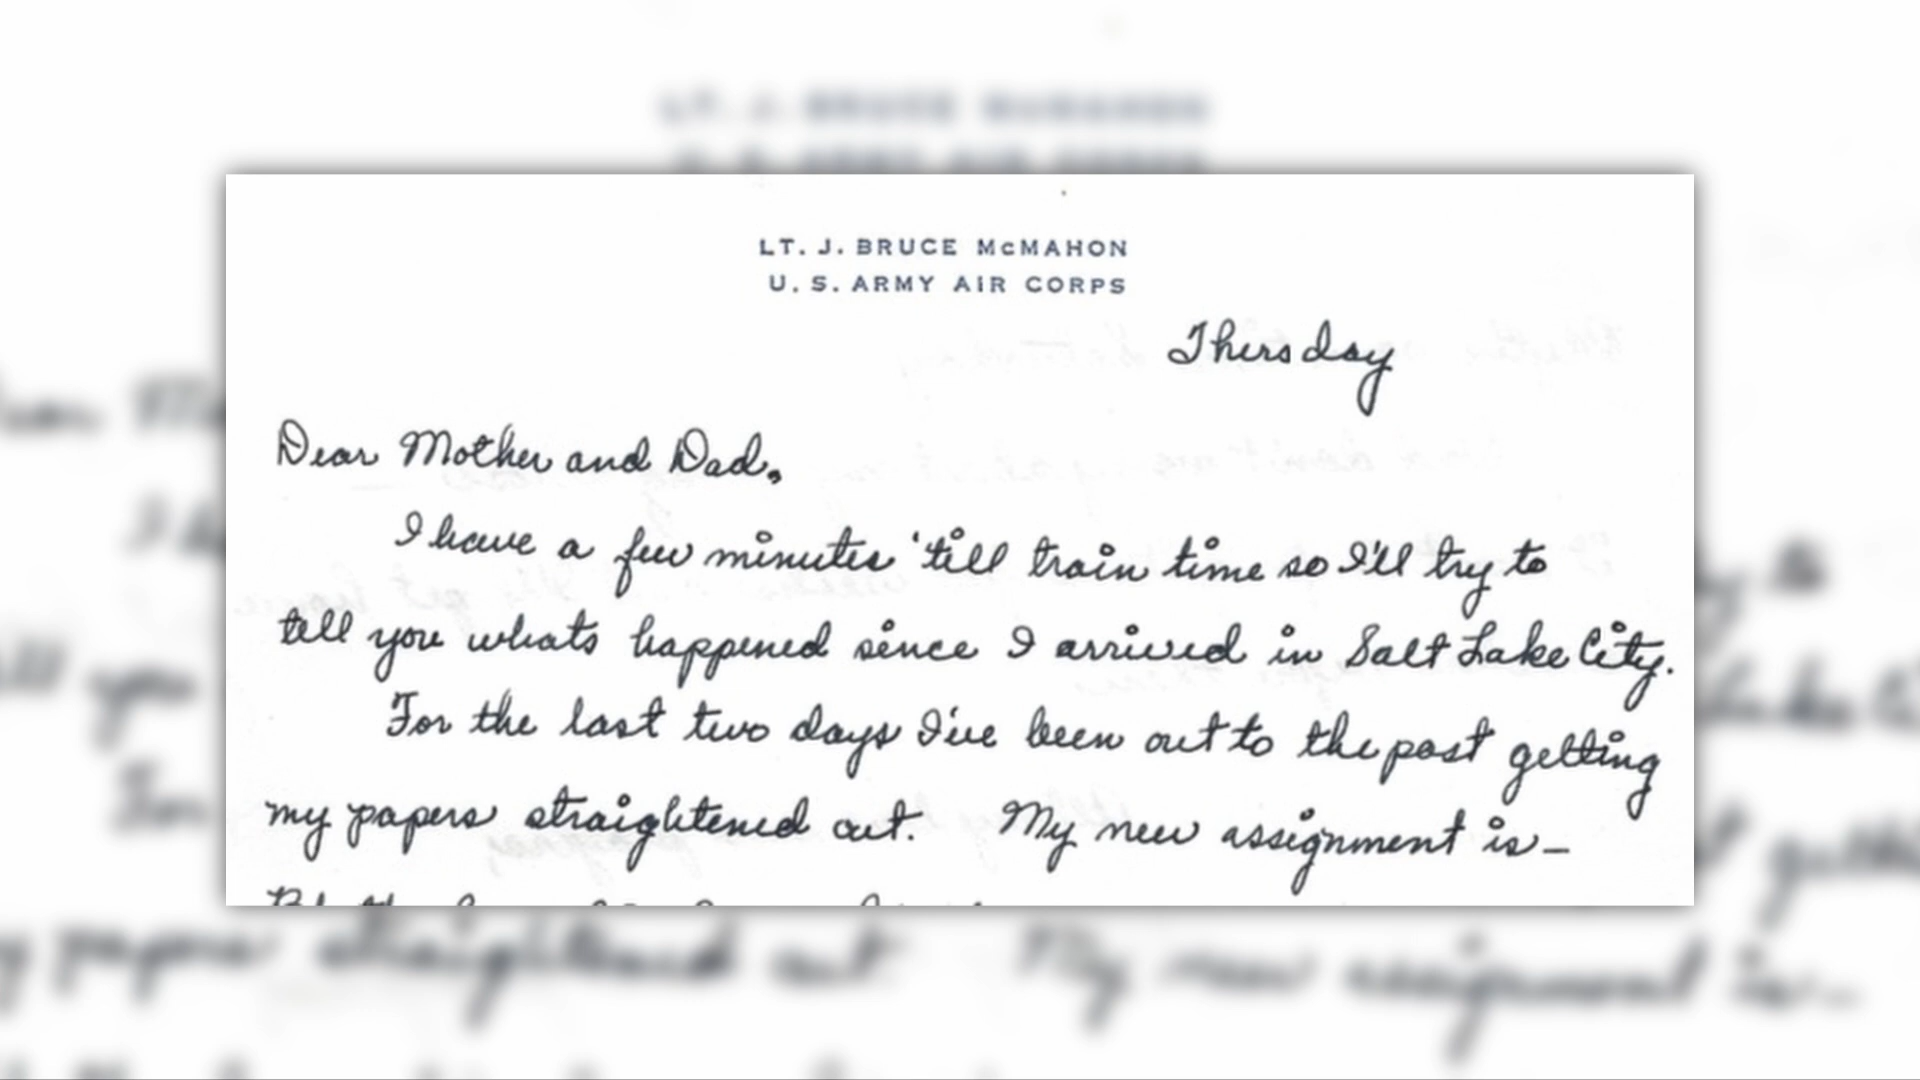 LT. J. BRUCE McMAHON
U. S. ARMY AIR CORPS
Thursday
Dear Mother and Dad,
I have a few minutes 'till train time so I'll try to
tell you whats happened since I arrived in Salt Lake City.
For the last two days I've been out to the post getting
my papers straightened out. My new assignment is—